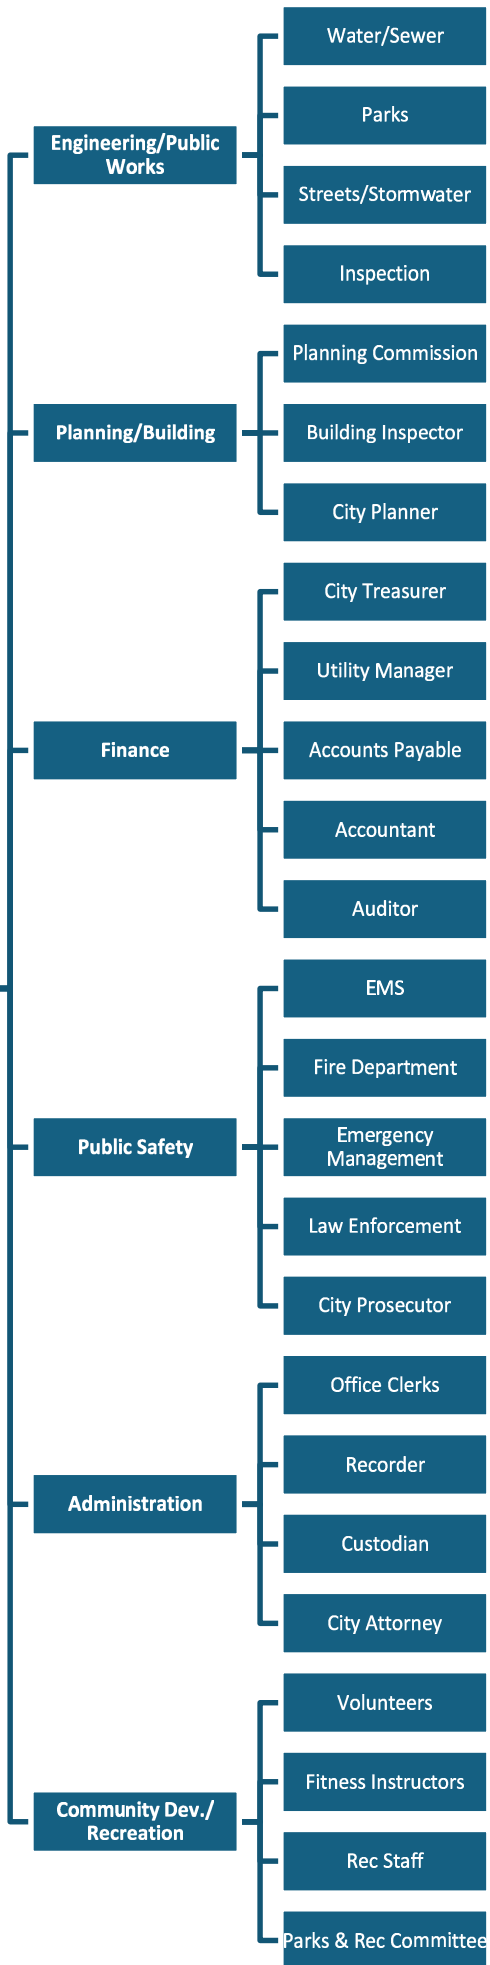 Engineering/Public
Works
Water/Sewer
Parks
Streets/Stormwater
Inspection
Planning/Building
Planning Commission
Building Inspector
City Planner
Finance
City Treasurer
Utility Manager
Accounts Payable
Accountant
Auditor
Public Safety
EMS
Fire Department
Emergency
Management
Law Enforcement
City Prosecutor
Administration
Office Clerks
Recorder
Custodian
City Attorney
Community Dev./
Recreation
Volunteers
Fitness Instructors
Rec Staff
Parks & Rec Committee